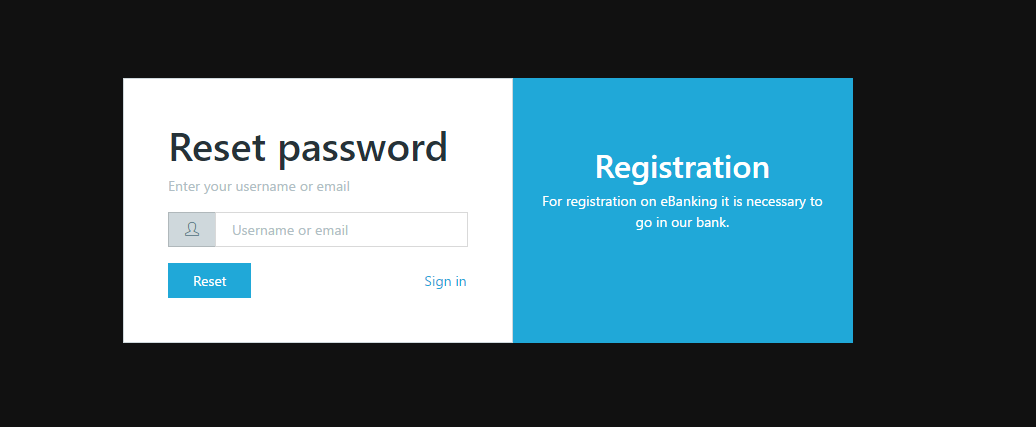 Reset password
Enter your username or email
Username or email
Reset
Sign in
Registration
For registration on eBanking it is necessary to
go in our bank.